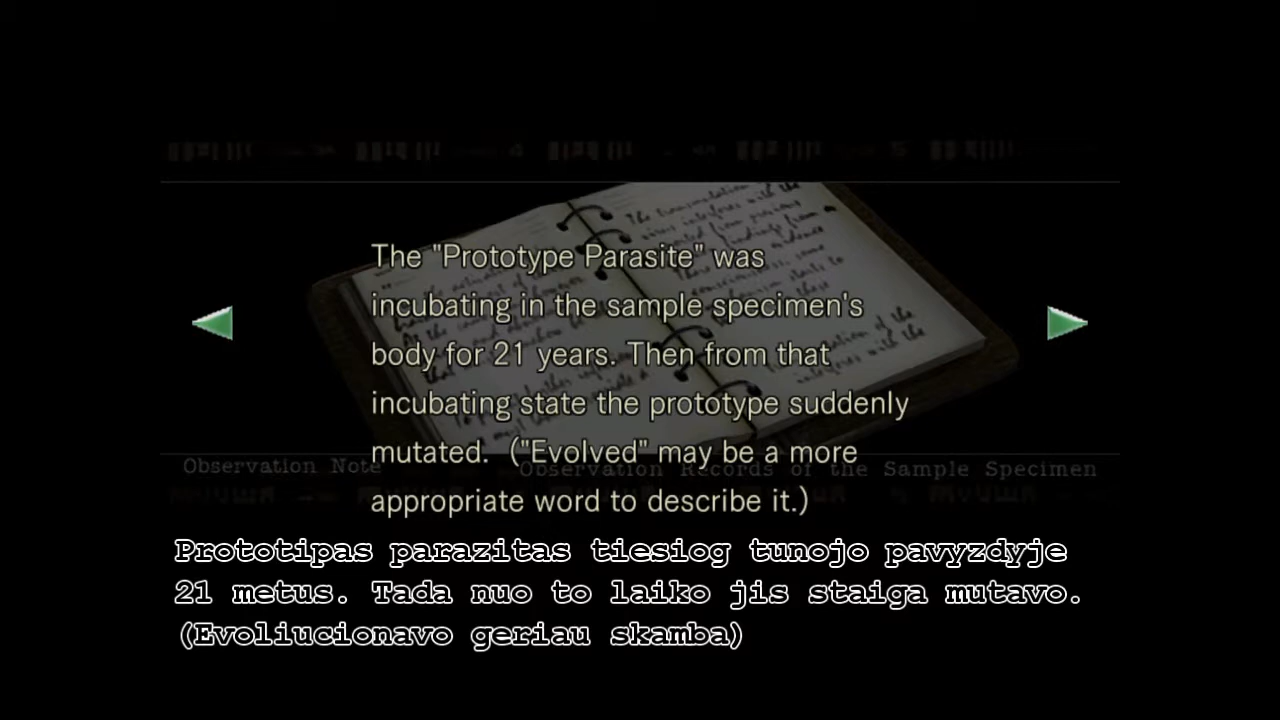 The "Prototype Parasite" was
incubating in the sample specimen's
body for 21 years. Then from that
incubating state the prototype suddenly
mutated. ("Evolved" may be a more
appropriate word to describe it.)
Observation Note
Observation Records of the Sample Specimen
Prototipas parazitas tiesiog tunojo pavyzdyje
21 metus. Tada nuo to laiko jis staiga mutavo.
(Evoliucionavo geriau skamba)